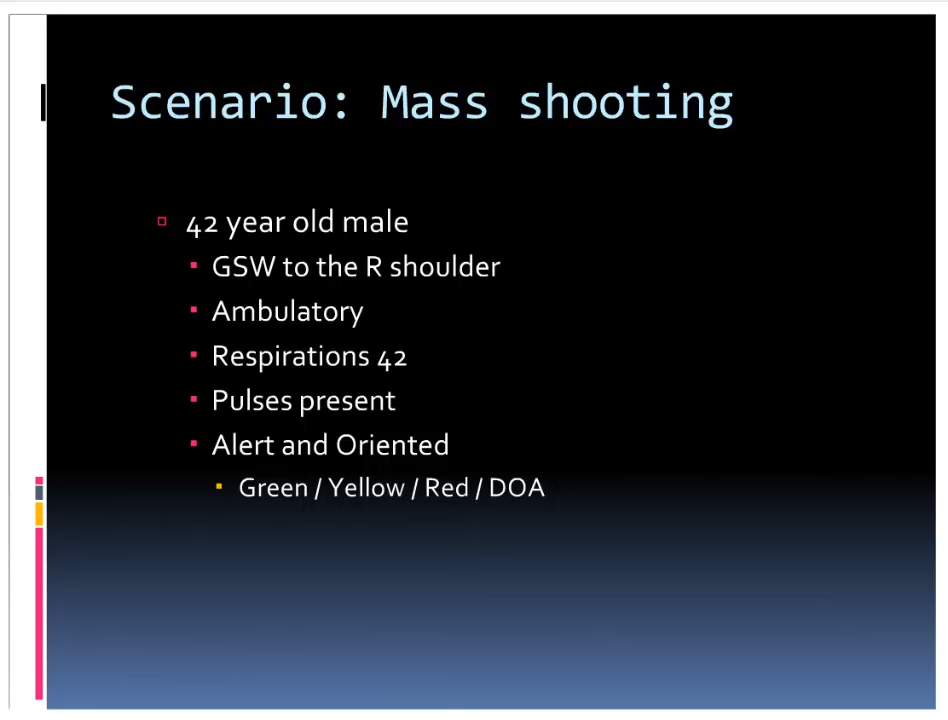 Scenario: Mass shooting
42 year old male
GSW to the R shoulder
Ambulatory
Respirations 42
Pulses present
Alert and Oriented
Green / Yellow / Red / DOA